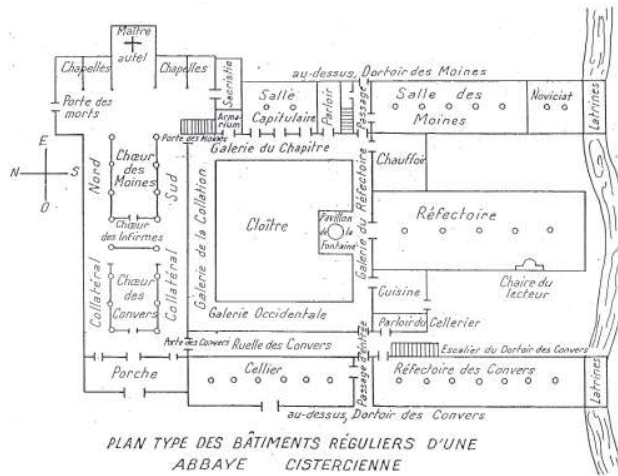 Maître
autel
Chapelles
Chapelles
Sacristie
au-dessus, Dortoir des Moines
Porte des
morts
Armarium
Salle
Capitulaire
Parloir
Passage
Salle des
Moines
Noviciat
Latrines
Porte des Moines
Galerie du Chapitre
E
N
S
O
Nord
Chœur
des
Moines
Sud
Galerie de la Collation
Cloître
Pavillon
de la
Fontaine
Galerie du Réfectoire
Chauffoir
Réfectoire
Chœur
des Infirmes
Collatéral
Chœur
des
Convers
Collatéral
Chaire du
lecteur
Cuisine
Galerie Occidentale
Parloir du Cellerier
Porte des Convers
Ruelle des Convers
Passage d'entrée
Escalier du Dortoir des Convers
Porche
Cellier
Réfectoire des Convers
Latrines
au-dessus, Dortoir des Convers
PLAN TYPE DES BÂTIMENTS RÉGULIERS D'UNE
ABBAYE CISTERCIENNE